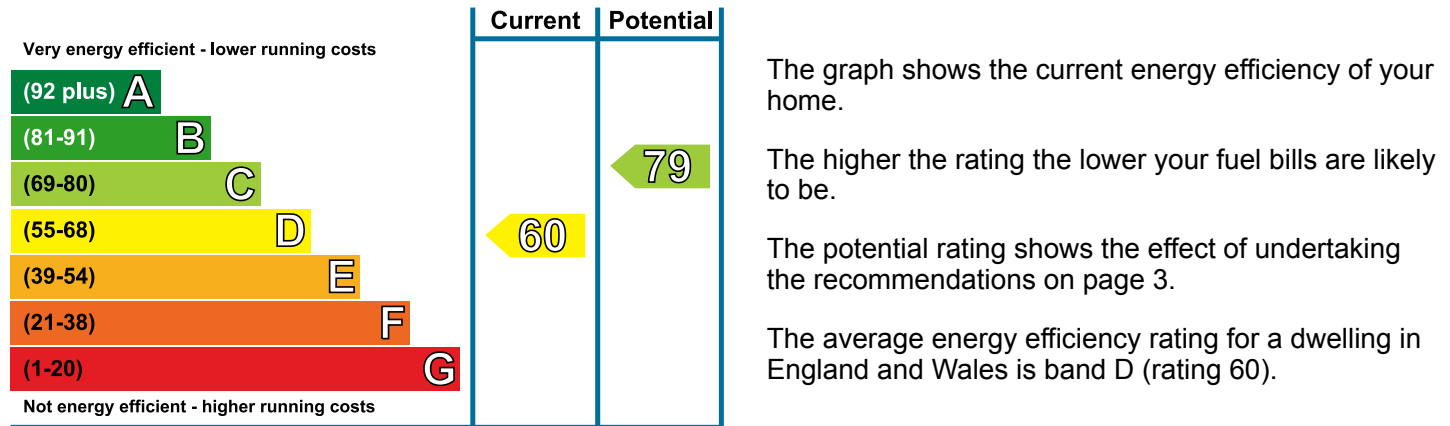 Current Potential
Very energy efficient - lower running costs
(92 plus) A
(81-91) B
(69-80) C
79
(55-68) D
60
(39-54) E
(21-38) F
(1-20) G
Not energy efficient - higher running costs
The graph shows the current energy efficiency of your
home.
The higher the rating the lower your fuel bills are likely
to be.
The potential rating shows the effect of undertaking
the recommendations on page 3.
The average energy efficiency rating for a dwelling in
England and Wales is band D (rating 60).